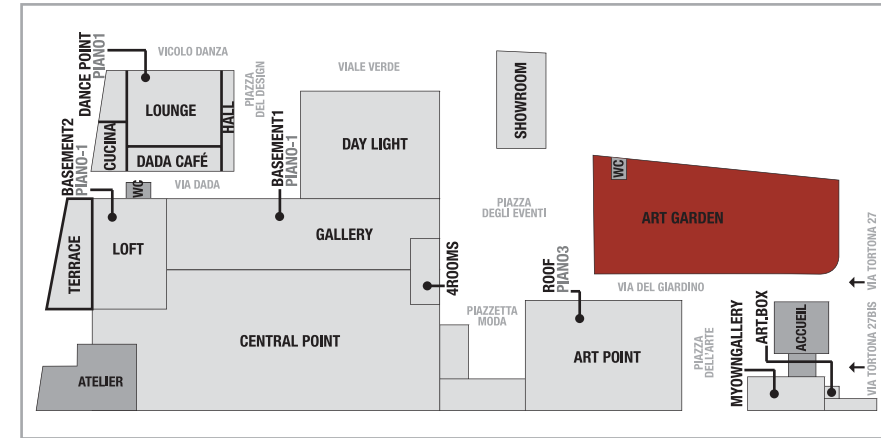 DANCE POINT
PIANO1
VICOLO DANZA
PIAZZA
DEL DESIGN
VIALE VERDE
LOUNGE
HALL
CUCINA
DADA CAFÉ
SHOWROOM
DAY LIGHT
BASEMENT2
PIANO-1
WC
VIA DADA
BASEMENT1
PIANO-1
WC
PIAZZA
DEGLI EVENTI
ART GARDEN
TERRACE
LOFT
GALLERY
4ROOMS
ROOF
PIANO3
VIA DEL GIARDINO
VIA TORTONA 27
PIAZZETTA
MODA
CENTRAL POINT
ART POINT
PIAZZA
DELL'ARTE
MYOWNGALLERY
ART.BOX
ACCUEIL
VIA TORTONA 27BIS
ATELIER